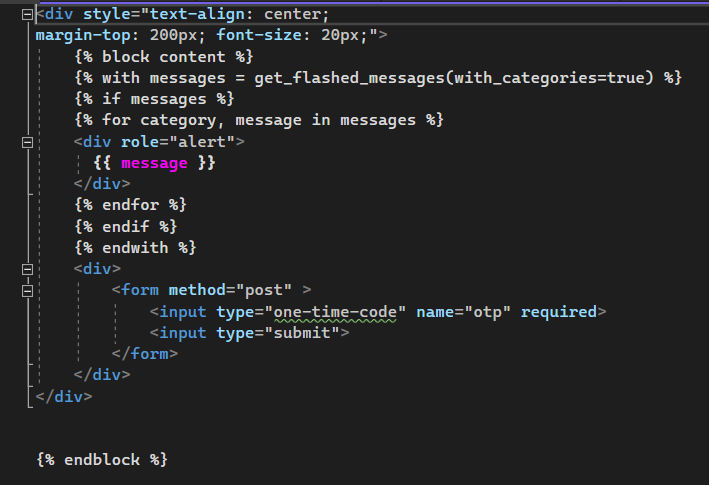 <div style="text-align: center;
margin-top: 200px; font-size: 20px;">
{% block content %}
{% with messages = get_flashed_messages(with_categories=true) %}
{% if messages %}
{% for category, message in messages %}
<div role="alert">
{{ message }}
</div>
{% endfor %}
{% endif %}
{% endwith %}
<div>
<form method="post" >
<input type="one-time-code" name="otp" required>
<input type="submit">
</form>
</div>
</div>
{% endblock %}